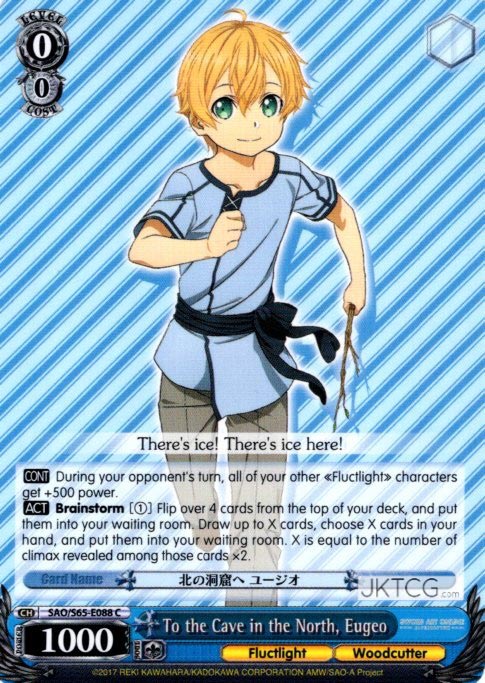 LEVEL
0
0
COST
There's ice! There's ice here!
CONT During your opponent's turn, all of your other «Fluctlight» characters
get +500 power.
ACT Brainstorm [①] Flip over 4 cards from the top of your deck, and put
them into your waiting room. Draw up to X cards, choose X cards in
your hand, and put them into your waiting room. X is equal to the number of
climax revealed among those cards ×2.
Card Name 北の洞窟へ ユージオ
JKTCG.com
CH SAO/S65-E088 C
POWER 1000 To the Cave in the North, Eugeo SWORD ART ONLINE
Fluctlight Woodcutter
©2017 REKI KAWAHARA/KADOKAWA CORPORATION AMW/SAO-A Project